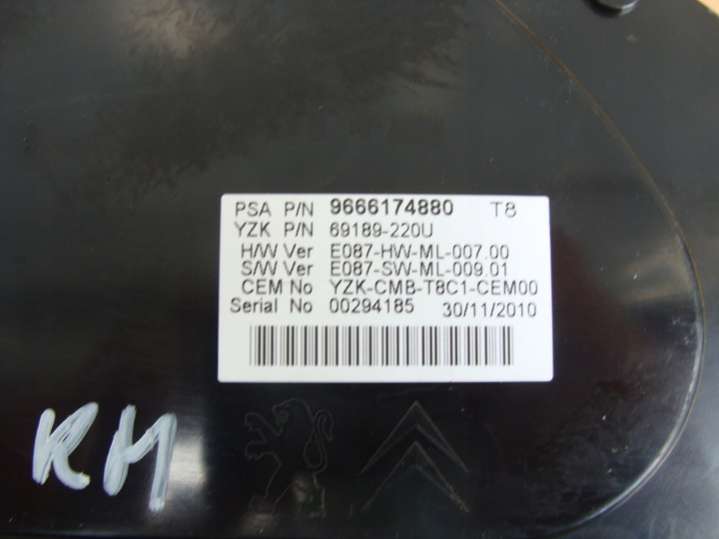 PSA P/N 9666174880 T8
YZK P/N 69189-220U
H/W Ver E087-HW-ML-007.00
S/W Ver E087-SW-ML-009.01
CEM No YZK-CMB-T8C1-CEM00
Serial No 00294185 30/11/2010
RH